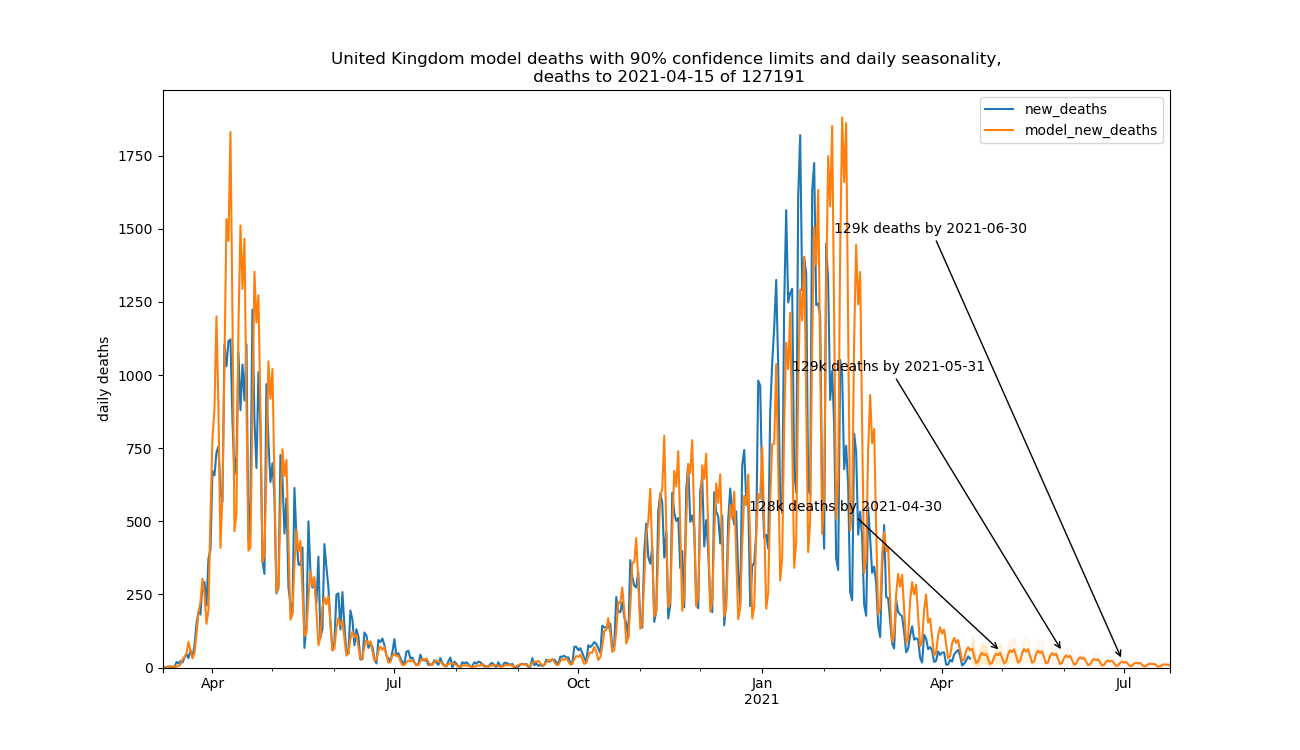 United Kingdom model deaths with 90% confidence limits and daily seasonality,
deaths to 2021-04-15 of 127191
new_deaths
model_new_deaths
1750
1500
1250
1000
750
500
250
0
daily deaths
129k deaths by 2021-06-30
129k deaths by 2021-05-31
128k deaths by 2021-04-30
Apr
Jul
Oct
Jan
2021
Apr
Jul